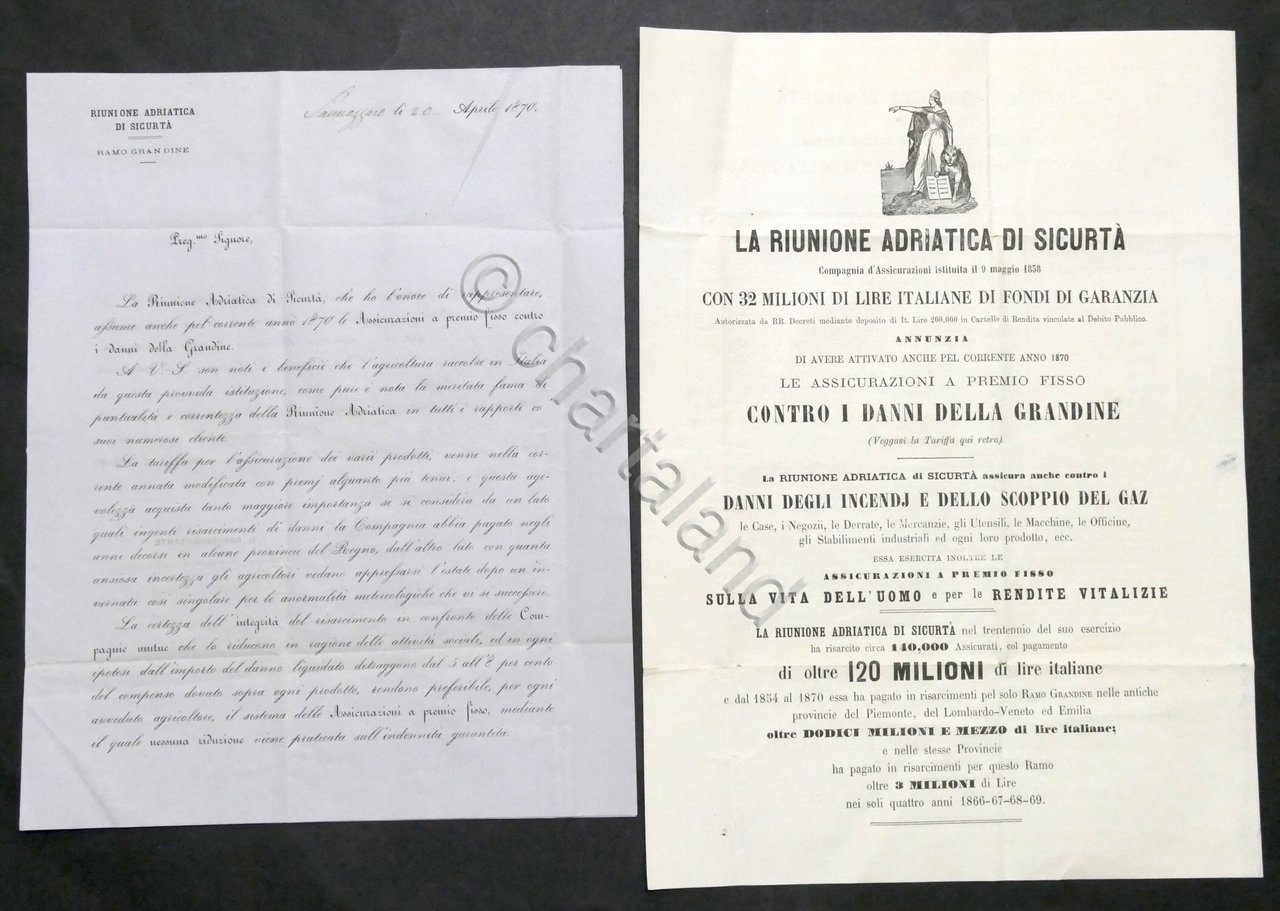 RIUNIONE ADRIATICA
DI SICURTÀ
RAMO GRANDINE
Sannazzaro li 30 Aprile 1870.
Preg.mo Signore,
La Riunione Adriatica di Sicurtà, che ho l'onore di rappresentare,
assume anche pel corrente anno 1870 le Assicurazioni a premio fisso contro
i danni della Grandine.
A V. S. son noti i beneficii che l'agricoltura raccolse in Italia
da questa provvida istituzione, come pure è nota la meritata fama di
puntualità e correntezza della Riunione Adriatica in tutti i rapporti co'
suoi numerosi clienti.
La tariffa per l'assicurazione dei varii prodotti, venne nella cor-
rente annata modificata con premj alquanto più tenui; e questa age-
volezza acquista tanto maggiore importanza se si considera da un lato
quali ingenti risarcimenti di danni la Compagnia abbia pagato negli
anni decorsi in alcune provincie del Regno, dall'altro lato con quanta
ansiosa incertezza gli agricoltori vedano appressarsi l'estate dopo un'in-
vernata così singolare per le anormalità metereologiche che vi si successero.
La certezza dell'integrità del risarcimento in confronto delle Com-
pagnie mutue che lo riducono in ragione delle attività sociali, ed in ogni
ipotesi dall'importo del danno liquidato detraggono dal 5 all'8 per cento
del compenso dovuto sopra ogni prodotto, rendono preferibile, per ogni
avveduto agricoltore, il sistema delle Assicurazioni a premio fisso, mediante
il quale nessuna riduzione viene praticata sull'indennità garantita.
LA RIUNIONE ADRIATICA DI SICURTÀ
Compagnia d'Assicurazioni istituita il 9 maggio 1838
CON 32 MILIONI DI LIRE ITALIANE DI FONDI DI GARANZIA
Autorizzata da RR. Decreti mediante deposito di It. Lire 260,000 in Cartelle di Rendita vincolate al Debito Pubblico.
ANNUNZIA
DI AVERE ATTIVATO ANCHE PEL CORRENTE ANNO 1870
LE ASSICURAZIONI A PREMIO FISSO
CONTRO I DANNI DELLA GRANDINE
(Veggasi la Tariffa qui retro)
La RIUNIONE ADRIATICA di SICURTÀ assicura anche contro i
DANNI DEGLI INCENDJ E DELLO SCOPPIO DEL GAZ
le Case, i Negozii, le Derrate, le Mercanzie, gli Utensili, le Macchine, le Officine,
gli Stabilimenti industriali ed ogni loro prodotto, ecc.
ESSA ESERCITA INOLTRE LE
ASSICURAZIONI A PREMIO FISSO
SULLA VITA DELL'UOMO e per le RENDITE VITALIZIE
LA RIUNIONE ADRIATICA DI SICURTÀ nel trentennio del suo esercizio
ha risarcito circa 140,000 Assicurati, col pagamento
di oltre 120 MILIONI di lire italiane
e dal 1854 al 1870 essa ha pagato in risarcimenti pel solo RAMO GRANDINE nelle antiche
provincie del Piemonte, del Lombardo-Veneto ed Emilia
oltre DODICI MILIONI E MEZZO di lire italiane;
e nelle stesse Provincie
ha pagato in risarcimenti per questo Ramo
oltre 3 MILIONI di Lire
nei soli quattro anni 1866-67-68-69.
© chartaland